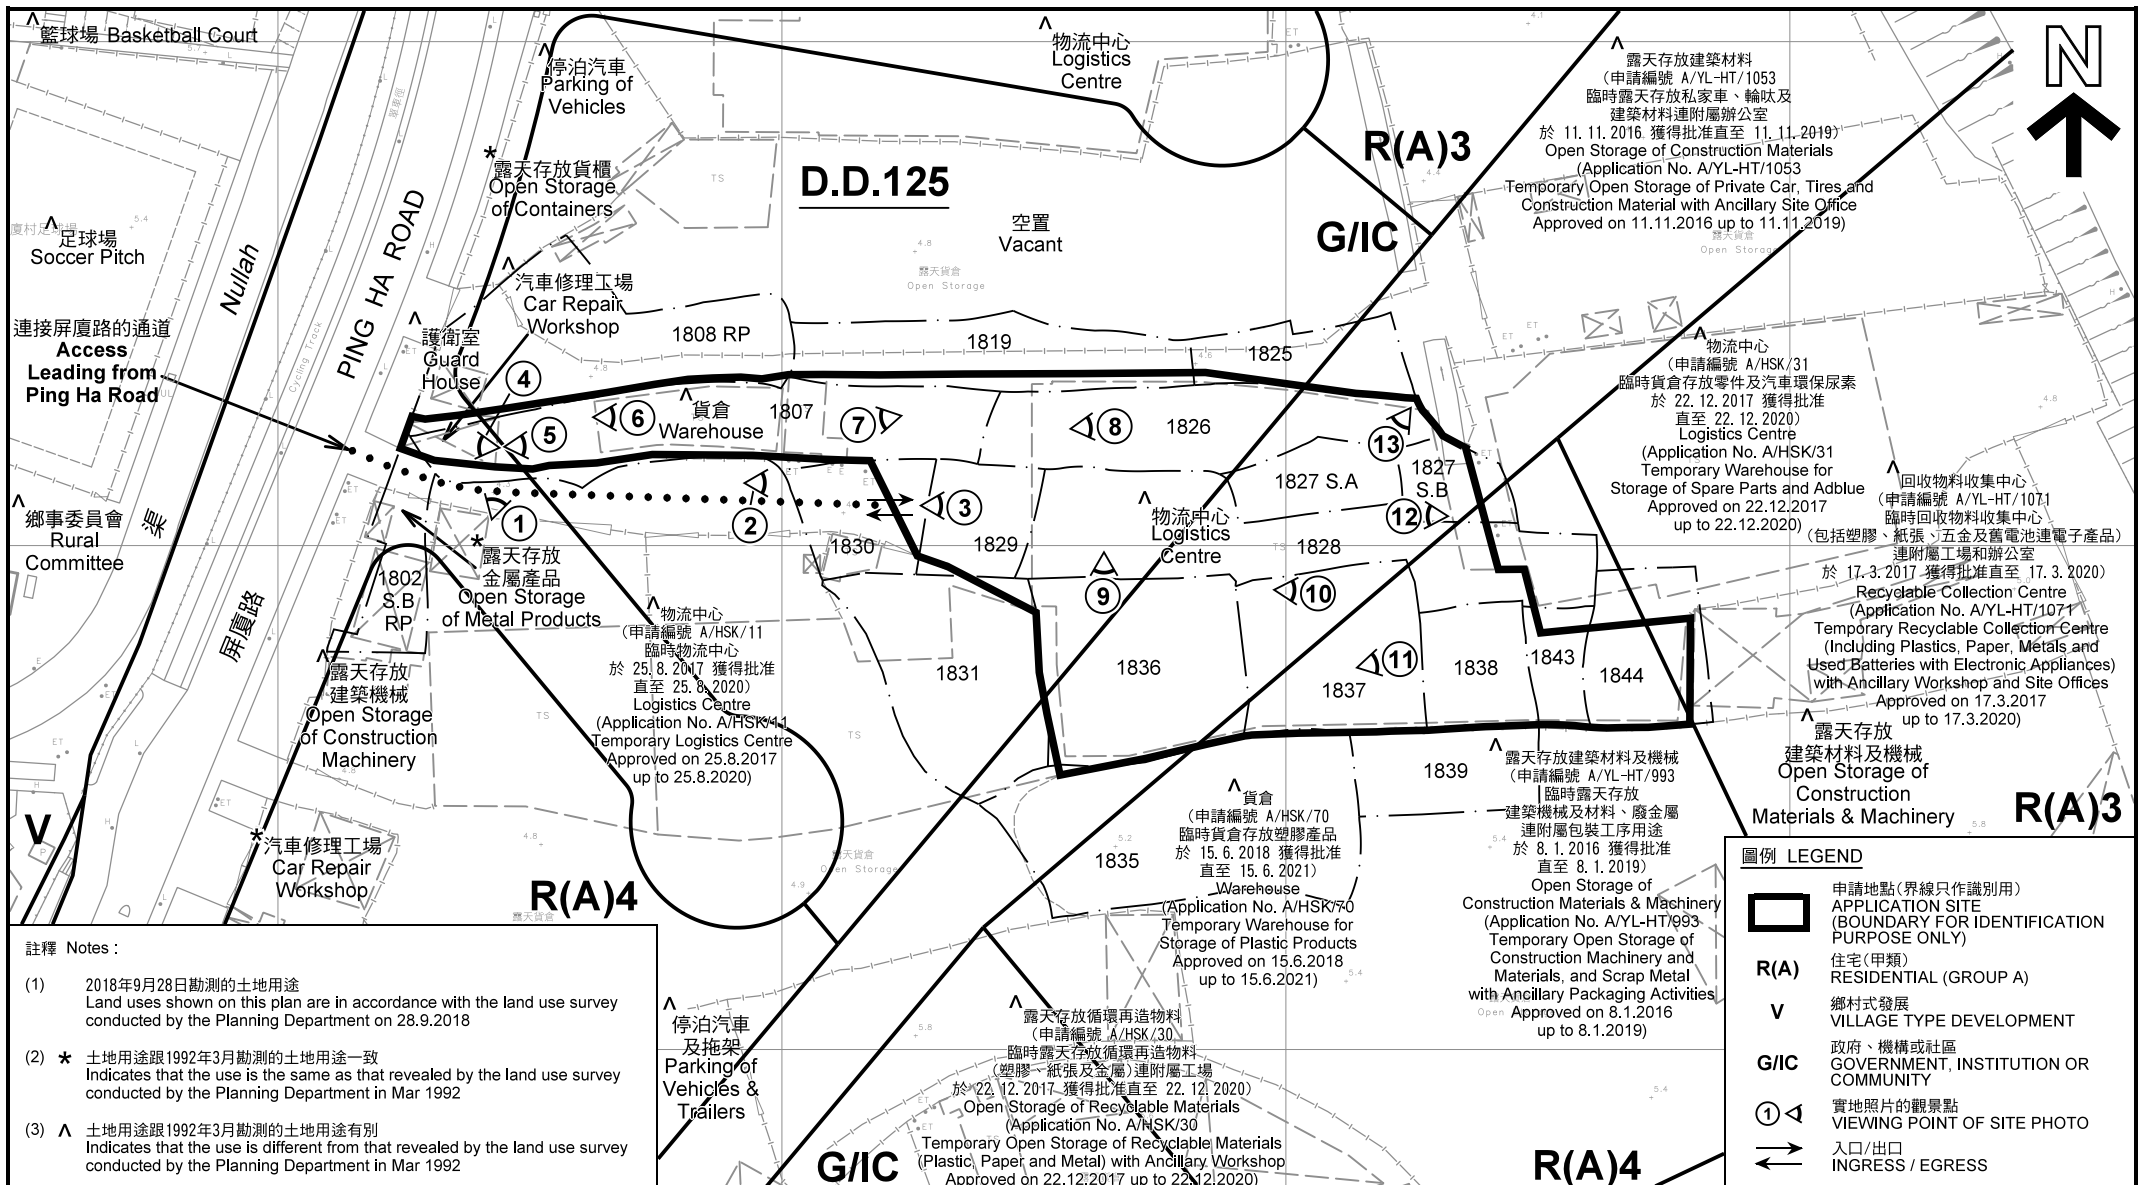 籃球場 Basketball Court
停泊汽車
Parking of
Vehicles
物流中心
Logistics
Centre
露天存放建築材料
(申請編號 A/YL-HT/1053
臨時露天存放私家車、輪呔及
建築材料連附屬辦公室
於 11.11.2016 獲得批准直至 11.11.2019)
Open Storage of Construction Materials
(Application No. A/YL-HT/1053
Temporary Open Storage of Private Car, Tires and
Construction Material with Ancillary Site Office
Approved on 11.11.2016 up to 11.11.2019)
N
R(A)3
D.D.125
露天存放貨櫃
Open Storage
of Containers
空置
Vacant
G/IC
足球場
Soccer Pitch
Nullah
PING HA ROAD
Cycling Track
露天貨倉
Open Storage
露天貨倉
Open Storage
汽車修理工場
Car Repair
Workshop
連接屏廈路的通道
Access
Leading from
Ping Ha Road
護衛室
Guard
House
1808 RP
1819
1825
物流中心
(申請編號 A/HSK/31
臨時貨倉存放零件及汽車環保尿素
於 22.12.2017 獲得批准
直至 22.12.2020)
Logistics Centre
(Application No. A/HSK/31
Temporary Warehouse for
Storage of Spare Parts and Adblue
Approved on 22.12.2017
up to 22.12.2020)
4
5
6
貨倉
Warehouse
1807
7
8
1826
13
1827
S.B
1827 S.A
12
鄉事委員會
Rural
Committee
渠
1
2
3
1829
1830
物流中心
Logistics
Centre
1828
回收物料收集中心
(申請編號 A/YL-HT/1071
臨時回收物料收集中心
(包括塑膠、紙張、五金及舊電池連電子產品)
連附屬工場和辦公室
於 17.3.2017 獲得批准直至 17.3.2020)
Recyclable Collection Centre
(Application No. A/YL-HT/1071
Temporary Recyclable Collection Centre
(Including Plastics, Paper, Metals and
Used Batteries with Electronic Appliances)
with Ancillary Workshop and Site Offices
Approved on 17.3.2017
up to 17.3.2020)
露天存放
金屬產品
Open Storage
of Metal Products
1802
S.B
RP
屏廈路
9
10
11
1831
1836
1837
1838
1843
1844
露天存放
建築機械
Open Storage
of Construction
Machinery
物流中心
(申請編號 A/HSK/11
臨時物流中心
於 25.8.2017 獲得批准
直至 25.8.2020)
Logistics Centre
(Application No. A/HSK/11
Temporary Logistics Centre
Approved on 25.8.2017
up to 25.8.2020)
露天存放
建築材料及機械
Open Storage of
Construction
Materials & Machinery
R(A)3
1839
1835
貨倉
(申請編號 A/HSK/70
臨時貨倉存放塑膠產品
於 15.6.2018 獲得批准
直至 15.6.2021)
Warehouse
(Application No. A/HSK/70
Temporary Warehouse for
Storage of Plastic Products
Approved on 15.6.2018
up to 15.6.2021)
露天存放建築材料及機械
(申請編號 A/YL-HT/993
臨時露天存放
建築機械及材料、廢金屬
連附屬包裝工序用途
於 8.1.2016 獲得批准
直至 8.1.2019)
Open Storage of
Construction Materials & Machinery
(Application No. A/YL-HT/993
Temporary Open Storage of
Construction Machinery and
Materials, and Scrap Metal
with Ancillary Packaging Activities
Approved on 8.1.2016
up to 8.1.2019)
V
汽車修理工場
Car Repair
Workshop
R(A)4
露天貨倉
Open Storage
露天貨倉
停泊汽車
及拖架
Parking of
Vehicles &
Trailers
露天存放循環再造物料
(申請編號 A/HSK/30
臨時露天存放循環再造物料
(塑膠、紙張及金屬)連附屬工場
於 22.12.2017 獲得批准直至 22.12.2020)
Open Storage of Recyclable Materials
(Application No. A/HSK/30
Temporary Open Storage of Recyclable Materials
(Plastic, Paper and Metal) with Ancillary Workshop
Approved on 22.12.2017 up to 22.12.2020)
G/IC
R(A)4
註釋 Notes :
(1) 2018年9月28日勘測的土地用途
Land uses shown on this plan are in accordance with the land use survey
conducted by the Planning Department on 28.9.2018
(2) * 土地用途跟1992年3月勘測的土地用途一致
Indicates that the use is the same as that revealed by the land use survey
conducted by the Planning Department in Mar 1992
(3) ^ 土地用途跟1992年3月勘測的土地用途有別
Indicates that the use is different from that revealed by the land use survey
conducted by the Planning Department in Mar 1992
圖例 LEGEND
申請地點(界線只作識別用)
APPLICATION SITE
(BOUNDARY FOR IDENTIFICATION
PURPOSE ONLY)
R(A) 住宅(甲類)
RESIDENTIAL (GROUP A)
V 鄉村式發展
VILLAGE TYPE DEVELOPMENT
G/IC 政府、機構或社區
GOVERNMENT, INSTITUTION OR
COMMUNITY
1 實地照片的觀景點
VIEWING POINT OF SITE PHOTO
入口/出口
INGRESS / EGRESS